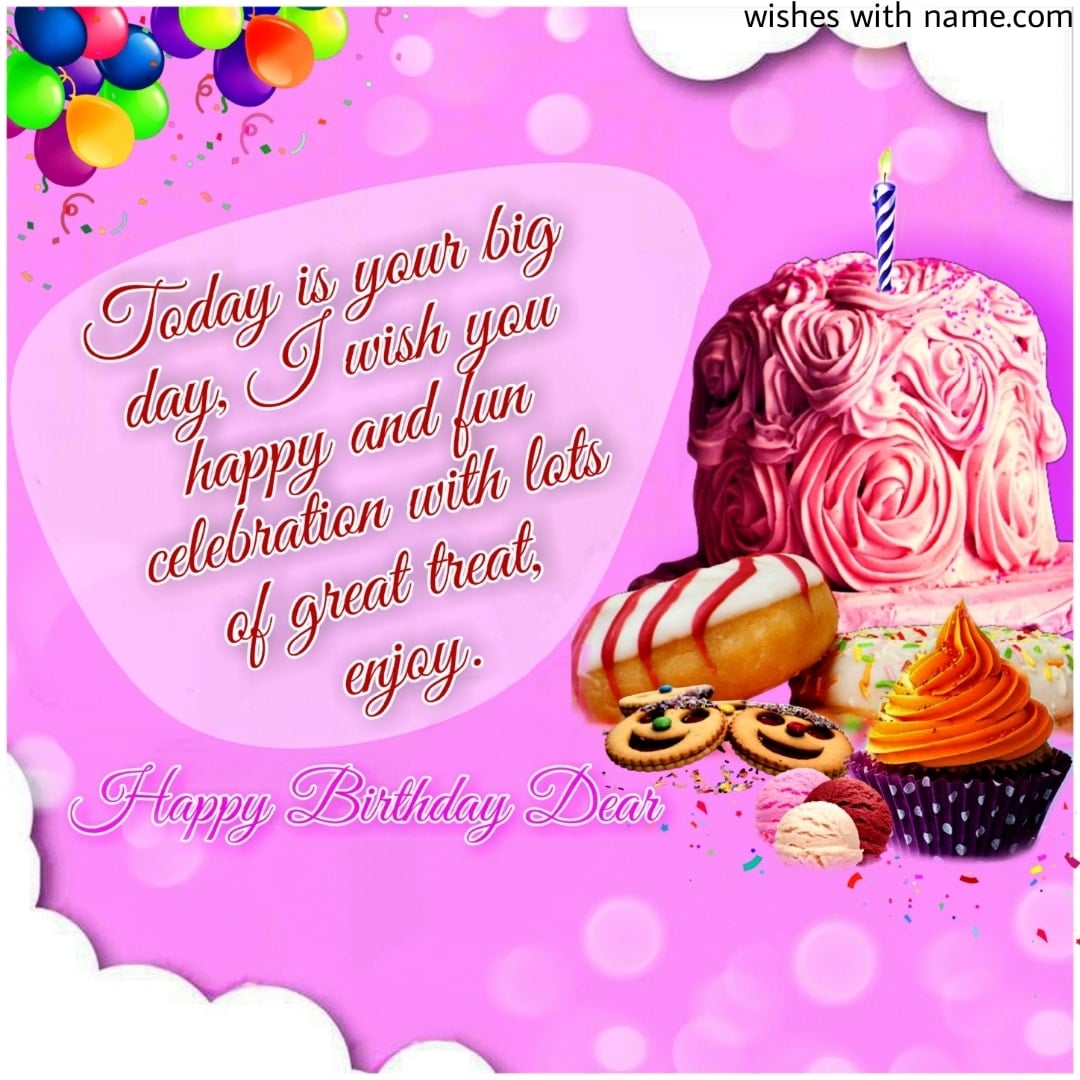 wishes with name.com
Today is your big
day, I wish you
happy and fun
celebration with lots
of great treat,
enjoy.
Happy Birthday Dear